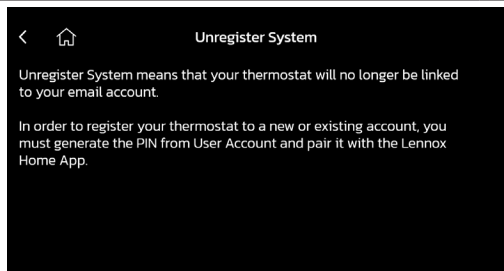 Unregister System
Unregister System means that your thermostat will no longer be linked
to your email account.
In order to register your thermostat to a new or existing account, you
must generate the PIN from User Account and pair it with the Lennox
Home App.